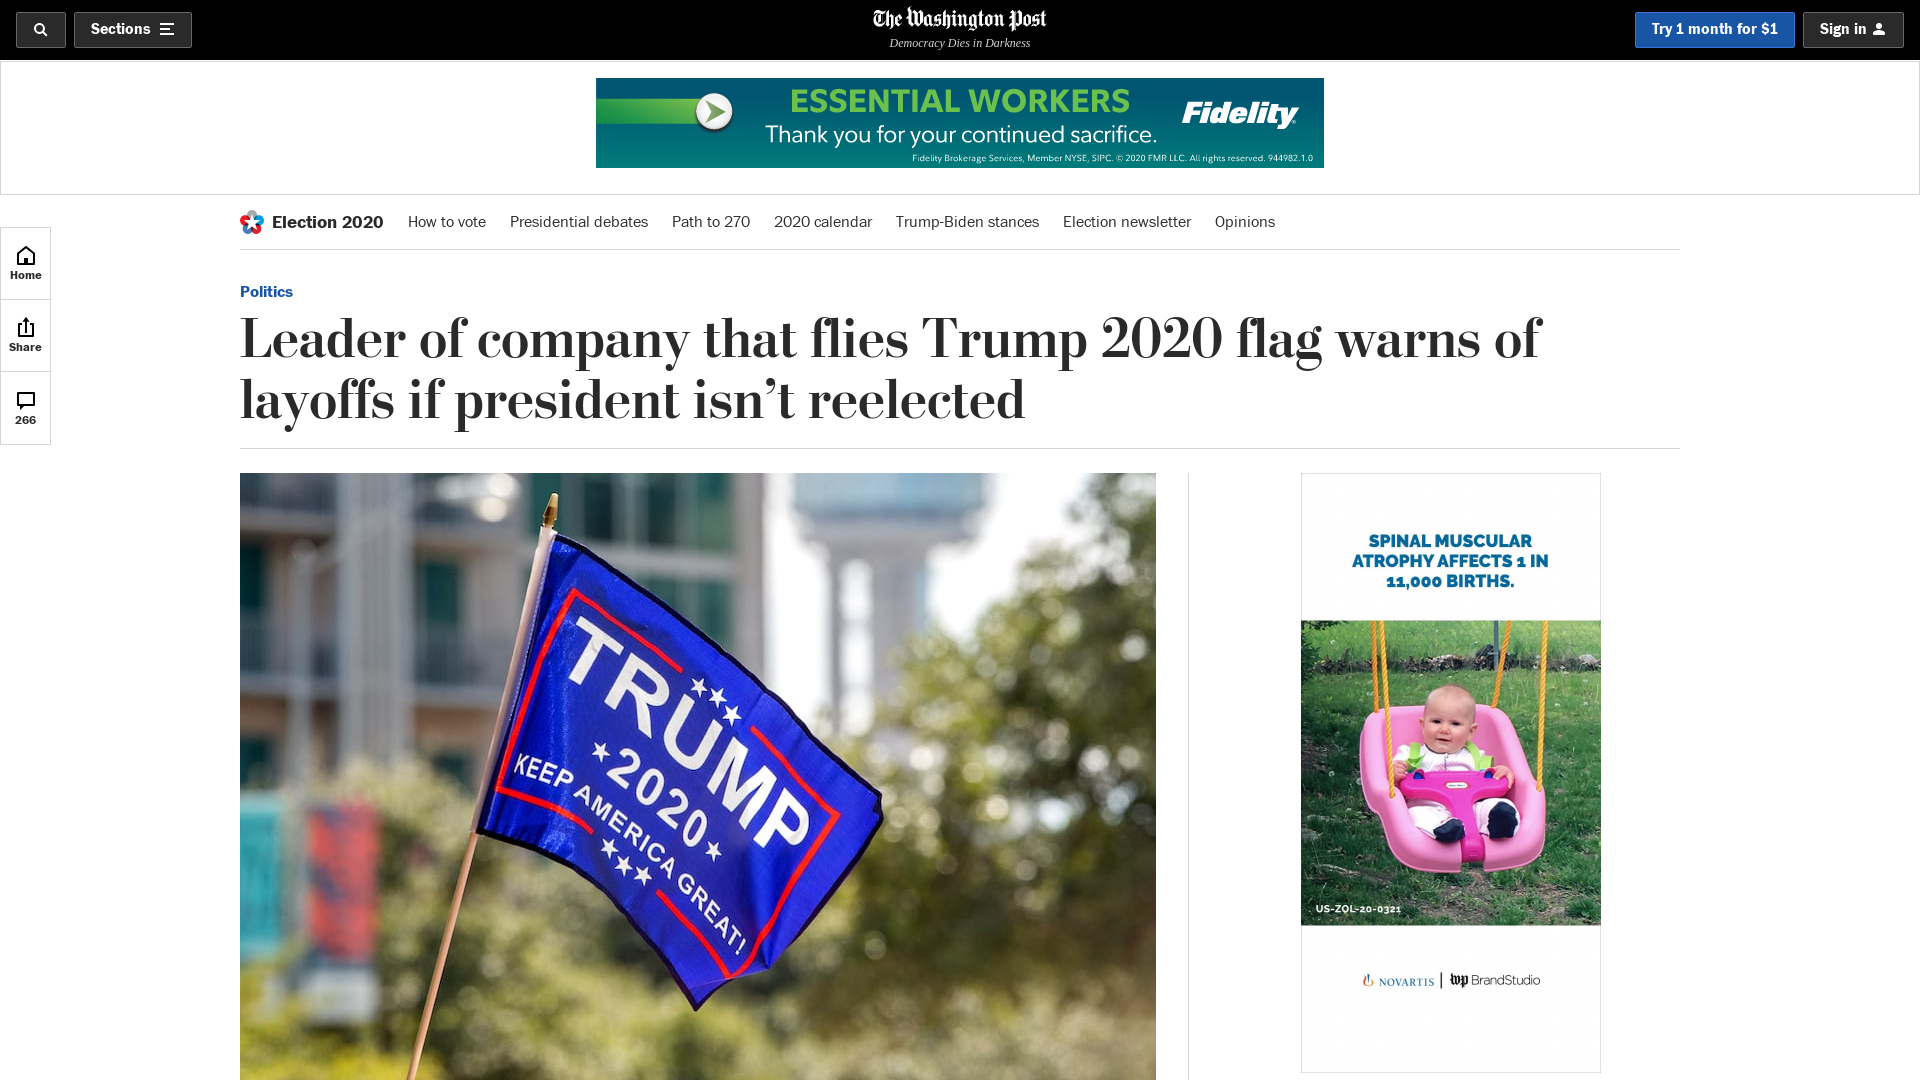 Sections
The Washington Post
Democracy Dies in Darkness
Try 1 month for $1
Sign in
ESSENTIAL WORKERS
Thank you for your continued sacrifice.
Fidelity
Fidelity Brokerage Services, Member NYSE, SIPC. © 2020 FMR LLC. All rights reserved. 944982.1.0
Election 2020
How to vote
Presidential debates
Path to 270
2020 calendar
Trump-Biden stances
Election newsletter
Opinions
Home
Share
266
Politics
Leader of company that flies Trump 2020 flag warns of
layoffs if president isn’t reelected
TRUMP
2020
KEEP AMERICA GREAT!
SPINAL MUSCULAR
ATROPHY AFFECTS 1 IN
11,000 BIRTHS.
US-ZOL-20-0321
NOVARTIS | wp BrandStudio